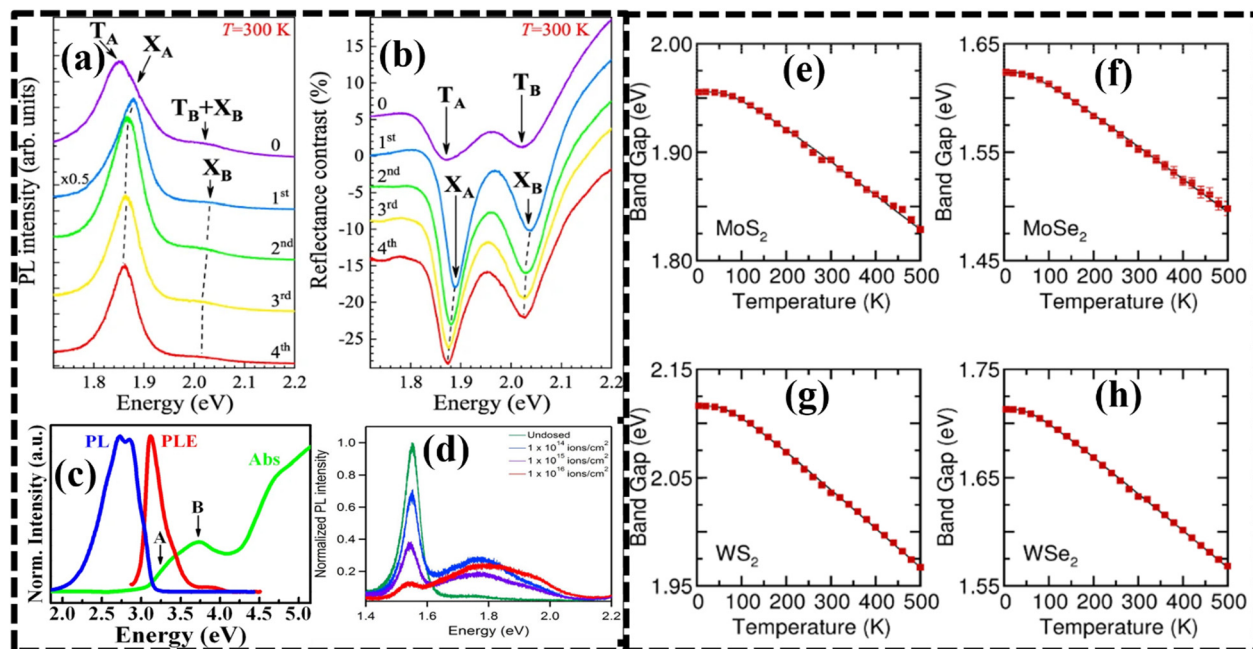 (a)
T_A
X_A
T=300 K
T_B+X_B
0
X_B
x0.5
1st
2nd
3rd
4th
PL intensity (arb. units)
1.8 1.9 2.0 2.1 2.2
Energy (eV)
(b)
T=300 K
0
T_A
T_B
1st
X_A
X_B
2nd
3rd
4th
Reflectance contrast (%)
15
10
5
0
-5
-10
-15
-20
-25
1.8 1.9 2.0 2.1 2.2
Energy (eV)
(c)
PL
PLE
Abs
A
B
Norm. Intensity (a.u.)
2.0 2.5 3.0 3.5 4.0 4.5 5.0
Energy (eV)
(d)
Undosed
1 x 10^14 ions/cm^2
1 x 10^15 ions/cm^2
1 x 10^16 ions/cm^2
Normalized PL intensity
1.0
0.8
0.6
0.4
0.2
1.4 1.6 1.8 2.0 2.2
Energy (eV)
(e)
2.00
1.90
1.80
Band Gap (eV)
MoS2
0 100 200 300 400 500
Temperature (K)
(f)
1.65
1.55
1.45
Band Gap (eV)
MoSe2
0 100 200 300 400 500
Temperature (K)
(g)
2.15
2.05
1.95
Band Gap (eV)
WS2
0 100 200 300 400 500
Temperature (K)
(h)
1.75
1.65
1.55
Band Gap (eV)
WSe2
0 100 200 300 400 500
Temperature (K)